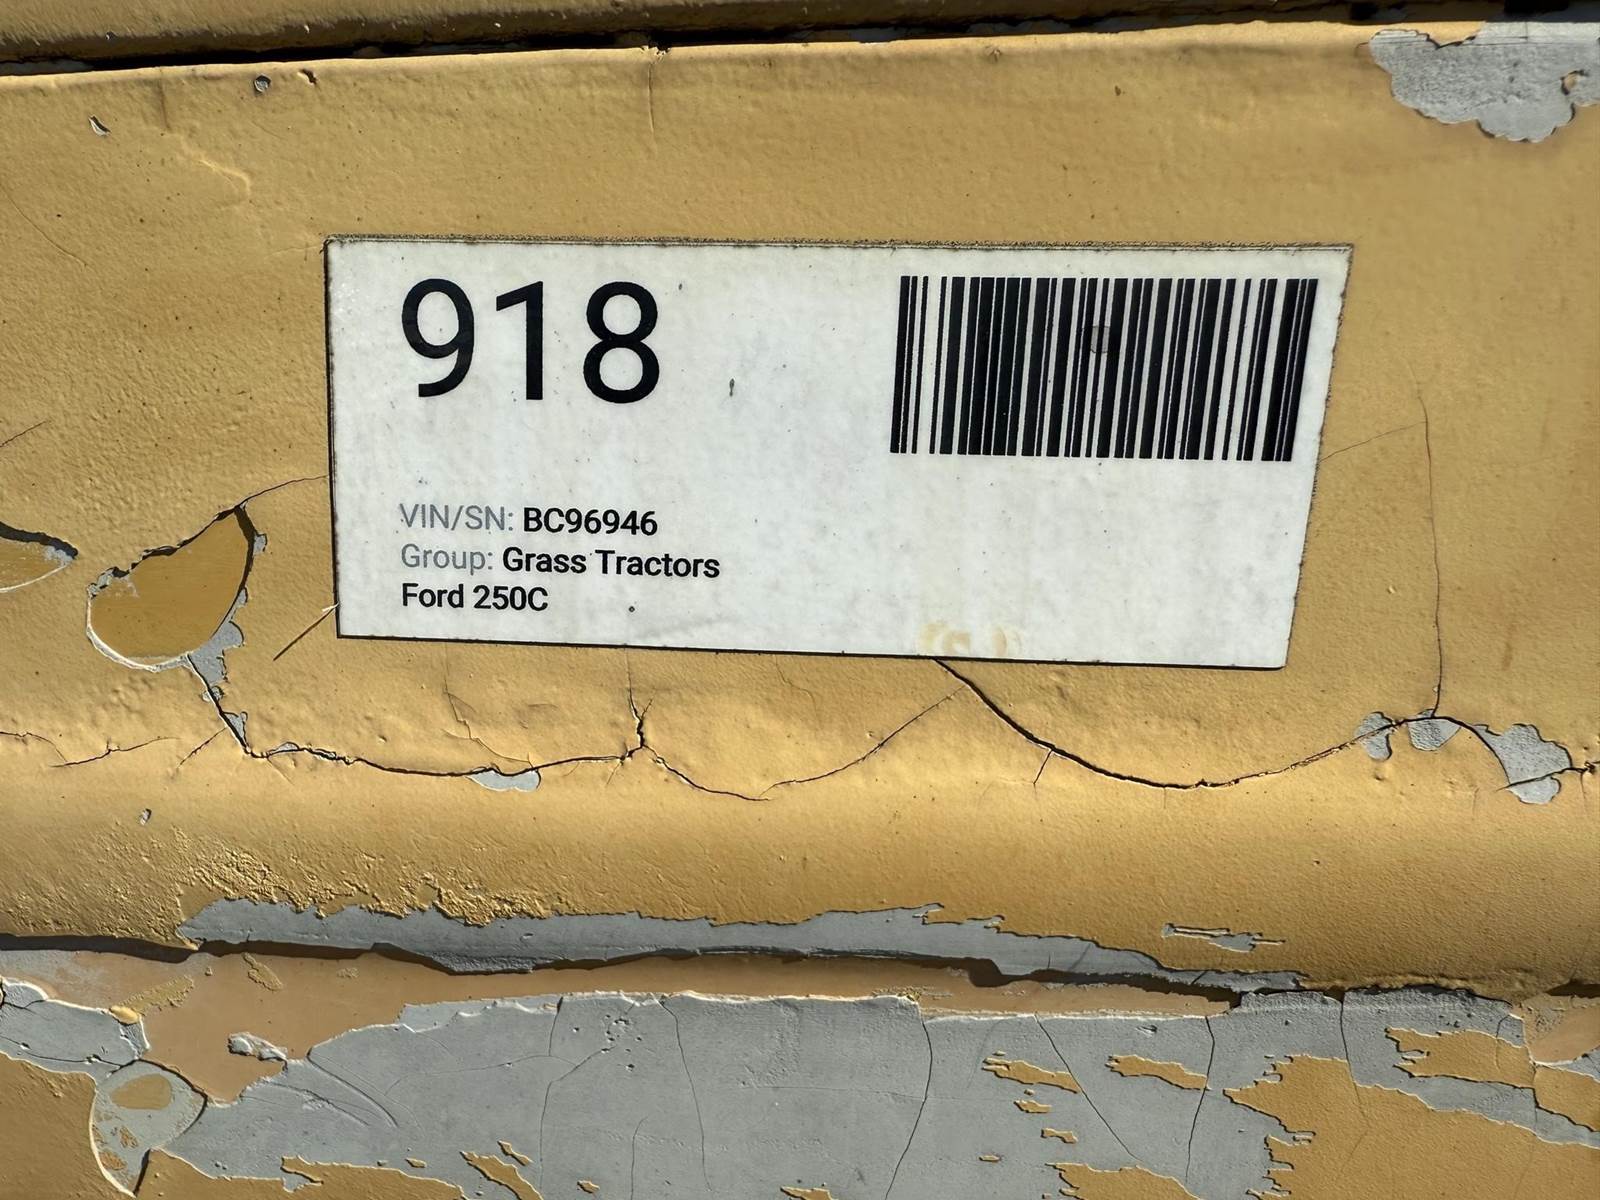 918
VIN/SN: BC96946
Group: Grass Tractors
Ford 250C